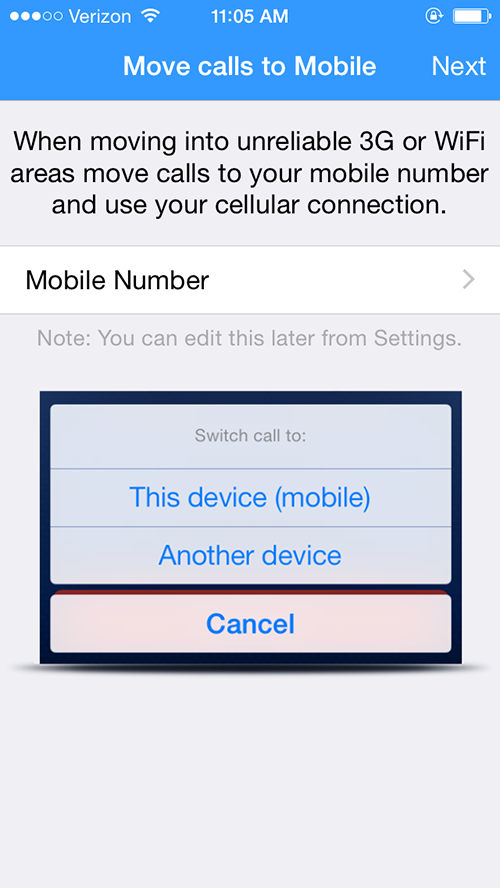 Verizon 11:05 AM
Move calls to Mobile Next
When moving into unreliable 3G or WiFi
areas move calls to your mobile number
and use your cellular connection.
Mobile Number
Note: You can edit this later from Settings.
Switch call to:
This device (mobile)
Another device
Cancel